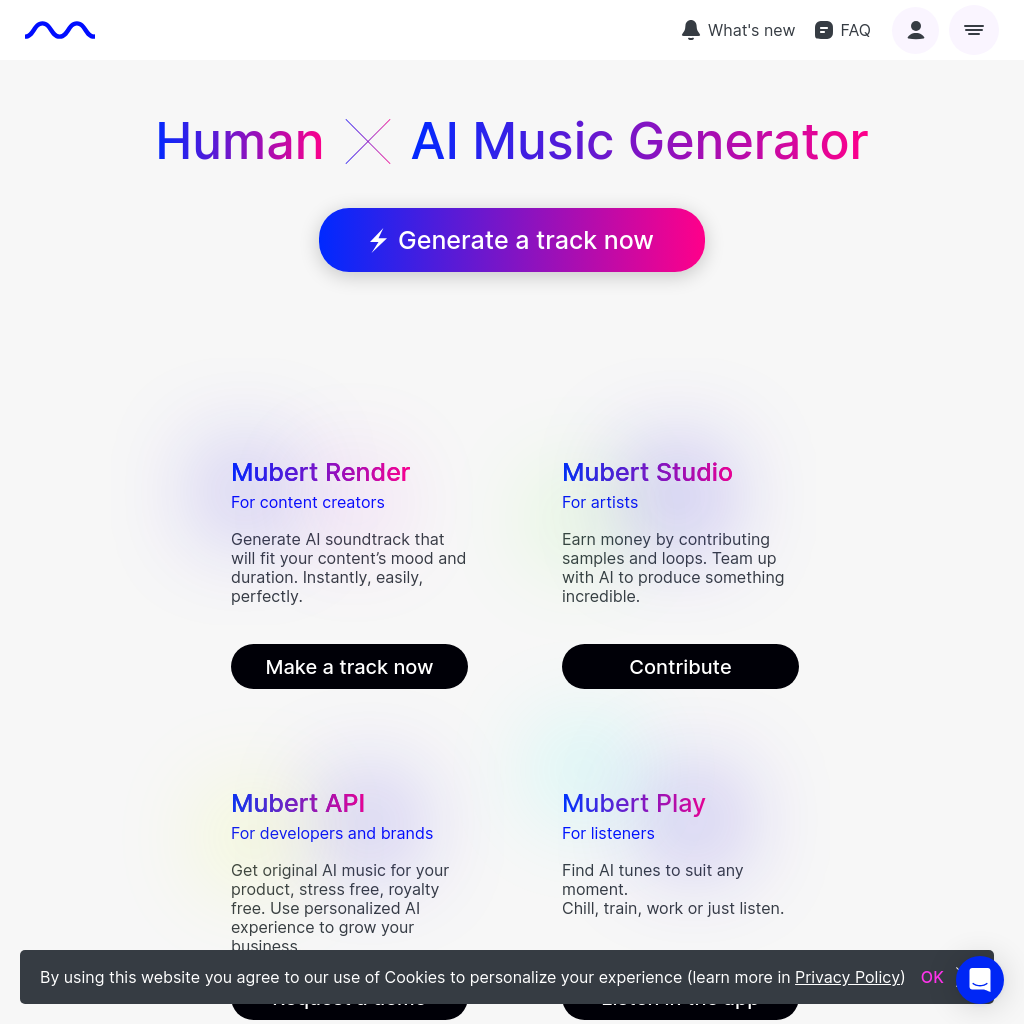 What's new
FAQ
Human
AI Music Generator
Generate a track now
Mubert Render
For content creators
Generate AI soundtrack that
will fit your content’s mood and
duration. Instantly, easily,
perfectly.
Make a track now
Mubert Studio
For artists
Earn money by contributing
samples and loops. Team up
with AI to produce something
incredible.
Contribute
Mubert API
For developers and brands
Get original AI music for your
product, stress free, royalty
free. Use personalized AI
experience to grow your
business.
Request a demo
Mubert Play
For listeners
Find AI tunes to suit any
moment.
Chill, train, work or just listen.
Listen in the app
By using this website you agree to our use of Cookies to personalize your experience (learn more in Privacy Policy)
OK